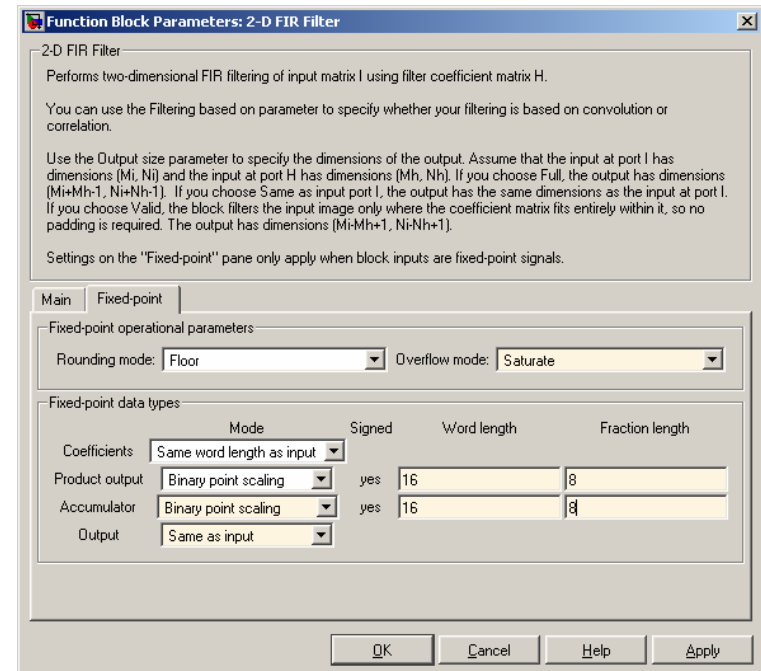 Function Block Parameters: 2-D FIR Filter
2-D FIR Filter
Performs two-dimensional FIR filtering of input matrix I using filter coefficient matrix H.
You can use the Filtering based on parameter to specify whether your filtering is based on convolution or
correlation.
Use the Output size parameter to specify the dimensions of the output. Assume that the input at port I has
dimensions (Mi, Ni) and the input at port H has dimensions (Mh, Nh). If you choose Full, the output has dimensions
(Mi+Mh-1, Ni+Nh-1). If you choose Same as input port I, the output has the same dimensions as the input at port I.
If you choose Valid, the block filters the input image only where the coefficient matrix fits entirely within it, so no
padding is required. The output has dimensions (Mi-Mh+1, Ni-Nh+1).
Settings on the "Fixed-point" pane only apply when block inputs are fixed-point signals.
Main Fixed-point
Fixed-point operational parameters
Rounding mode: Floor Overflow mode: Saturate
Fixed-point data types
Mode Signed Word length Fraction length
Coefficients Same word length as input
Product output Binary point scaling yes 16 8
Accumulator Binary point scaling yes 16 8
Output Same as input
OK Cancel Help Apply